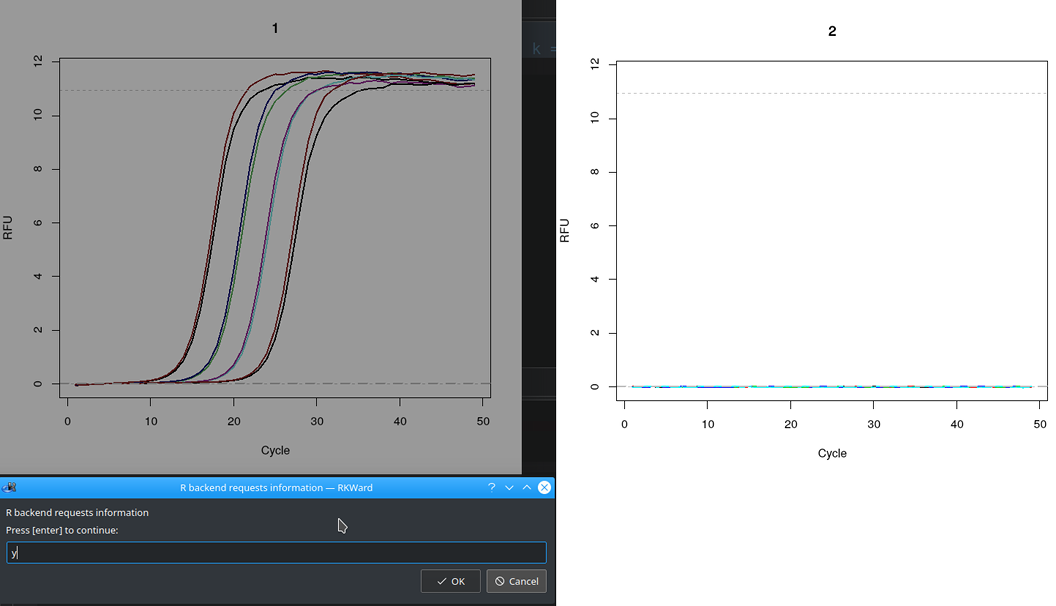 1
k =
12
10
8
6
4
2
0
RFU
0 10 20 30 40 50
Cycle
R backend requests information — RKWard
R backend requests information
Press [enter] to continue:
y
OK Cancel
2
12
10
8
6
4
2
0
RFU
0 10 20 30 40 50
Cycle